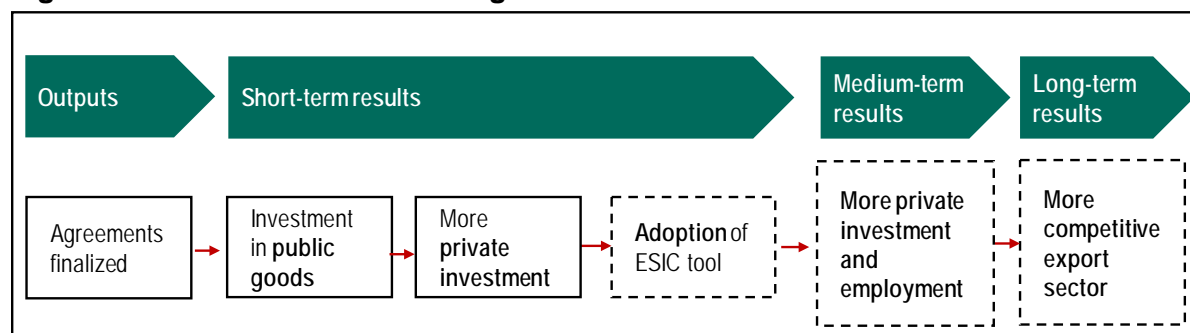 Outputs
Short-term results
Medium-term
results
Long-term
results
Agreements
finalized
Investment
in public
goods
More
private
investment
Adoption of
ESIC tool
More private
investment
and
employment
More
competitive
export
sector